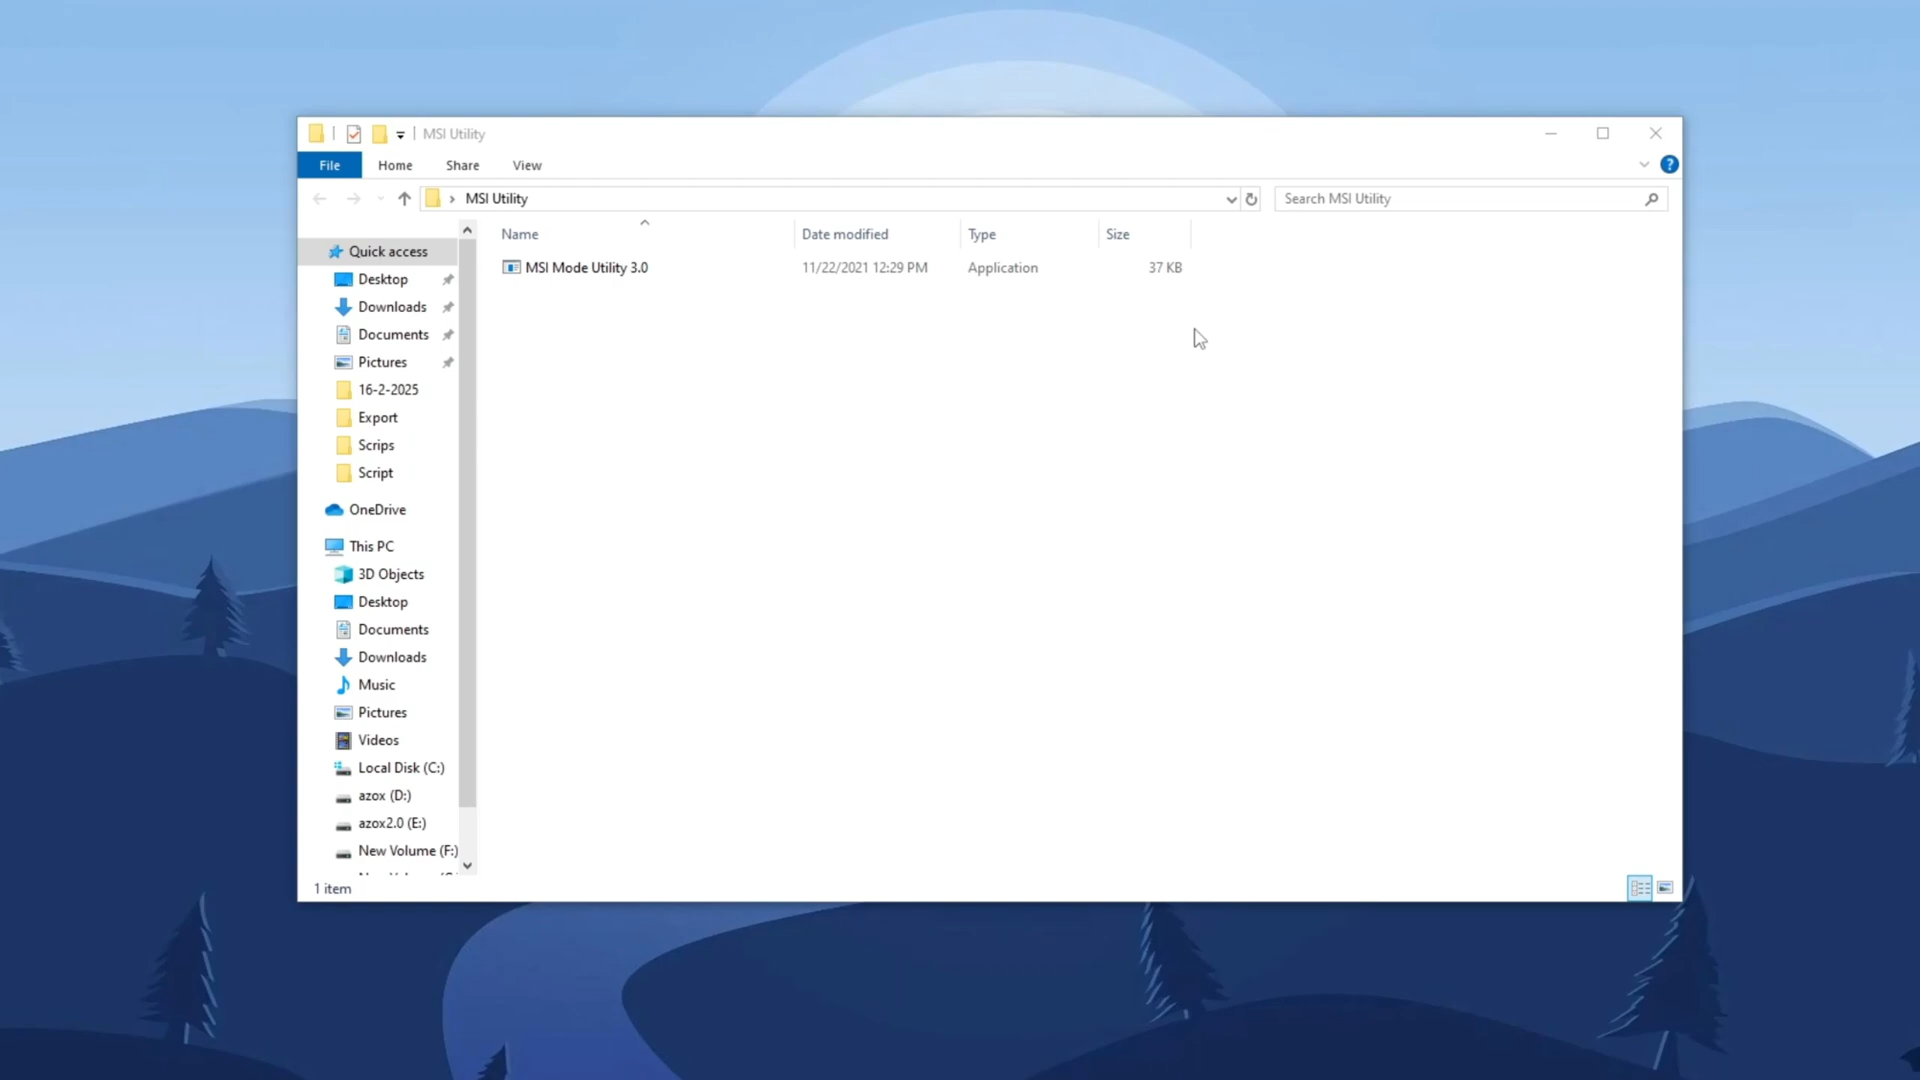 MSI Utility
File Home Share View
MSI Utility
Search MSI Utility
Name Date modified Type Size
MSI Mode Utility 3.0 11/22/2021 12:29 PM Application 37 KB
Quick access
Desktop
Downloads
Documents
Pictures
16-2-2025
Export
Scrips
Script
OneDrive
This PC
3D Objects
Desktop
Documents
Downloads
Music
Pictures
Videos
Local Disk (C:)
azox (D:)
azox2.0 (E:)
New Volume (F:)
1 item